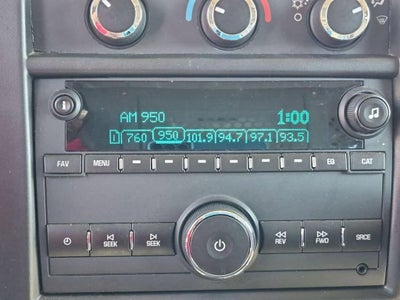 AM 950 1:00
1 760 950 101.9 94.7 97.1 93.5
FAV MENU EQ CAT
SEEK SEEK REV FWD SRCE